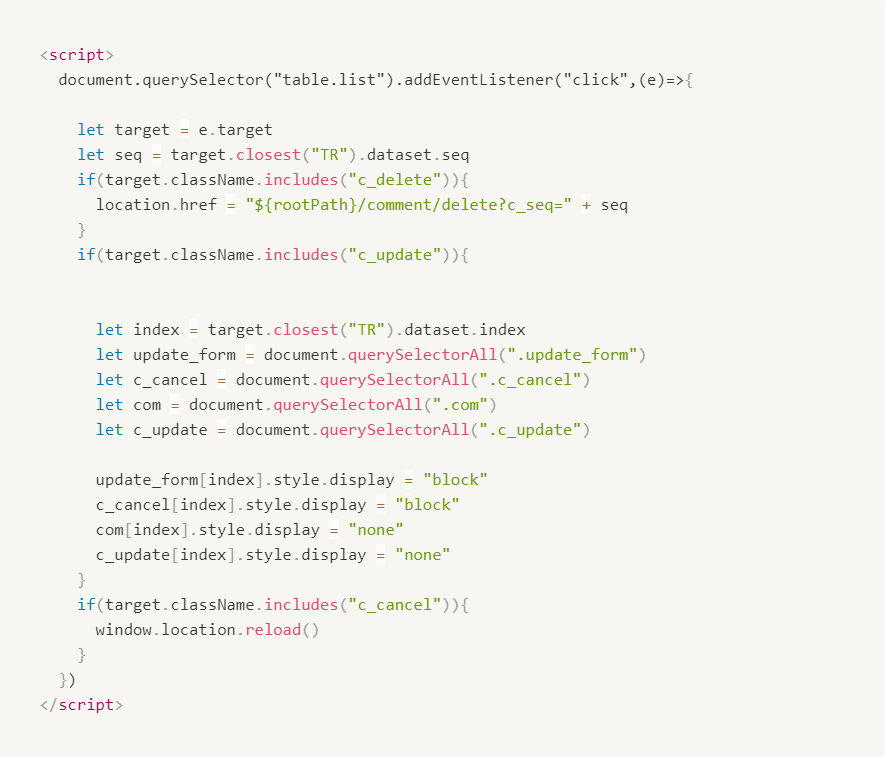 <script>
  document.querySelector("table.list").addEventListener("click",(e)=>{

    let target = e.target
    let seq = target.closest("TR").dataset.seq
    if(target.className.includes("c_delete")){
      location.href = "${rootPath}/comment/delete?c_seq=" + seq
    }
    if(target.className.includes("c_update")){


      let index = target.closest("TR").dataset.index
      let update_form = document.querySelectorAll(".update_form")
      let c_cancel = document.querySelectorAll(".c_cancel")
      let com = document.querySelectorAll(".com")
      let c_update = document.querySelectorAll(".c_update")

      update_form[index].style.display = "block"
      c_cancel[index].style.display = "block"
      com[index].style.display = "none"
      c_update[index].style.display = "none"
    }
    if(target.className.includes("c_cancel")){
      window.location.reload()
    }
  })
</script>